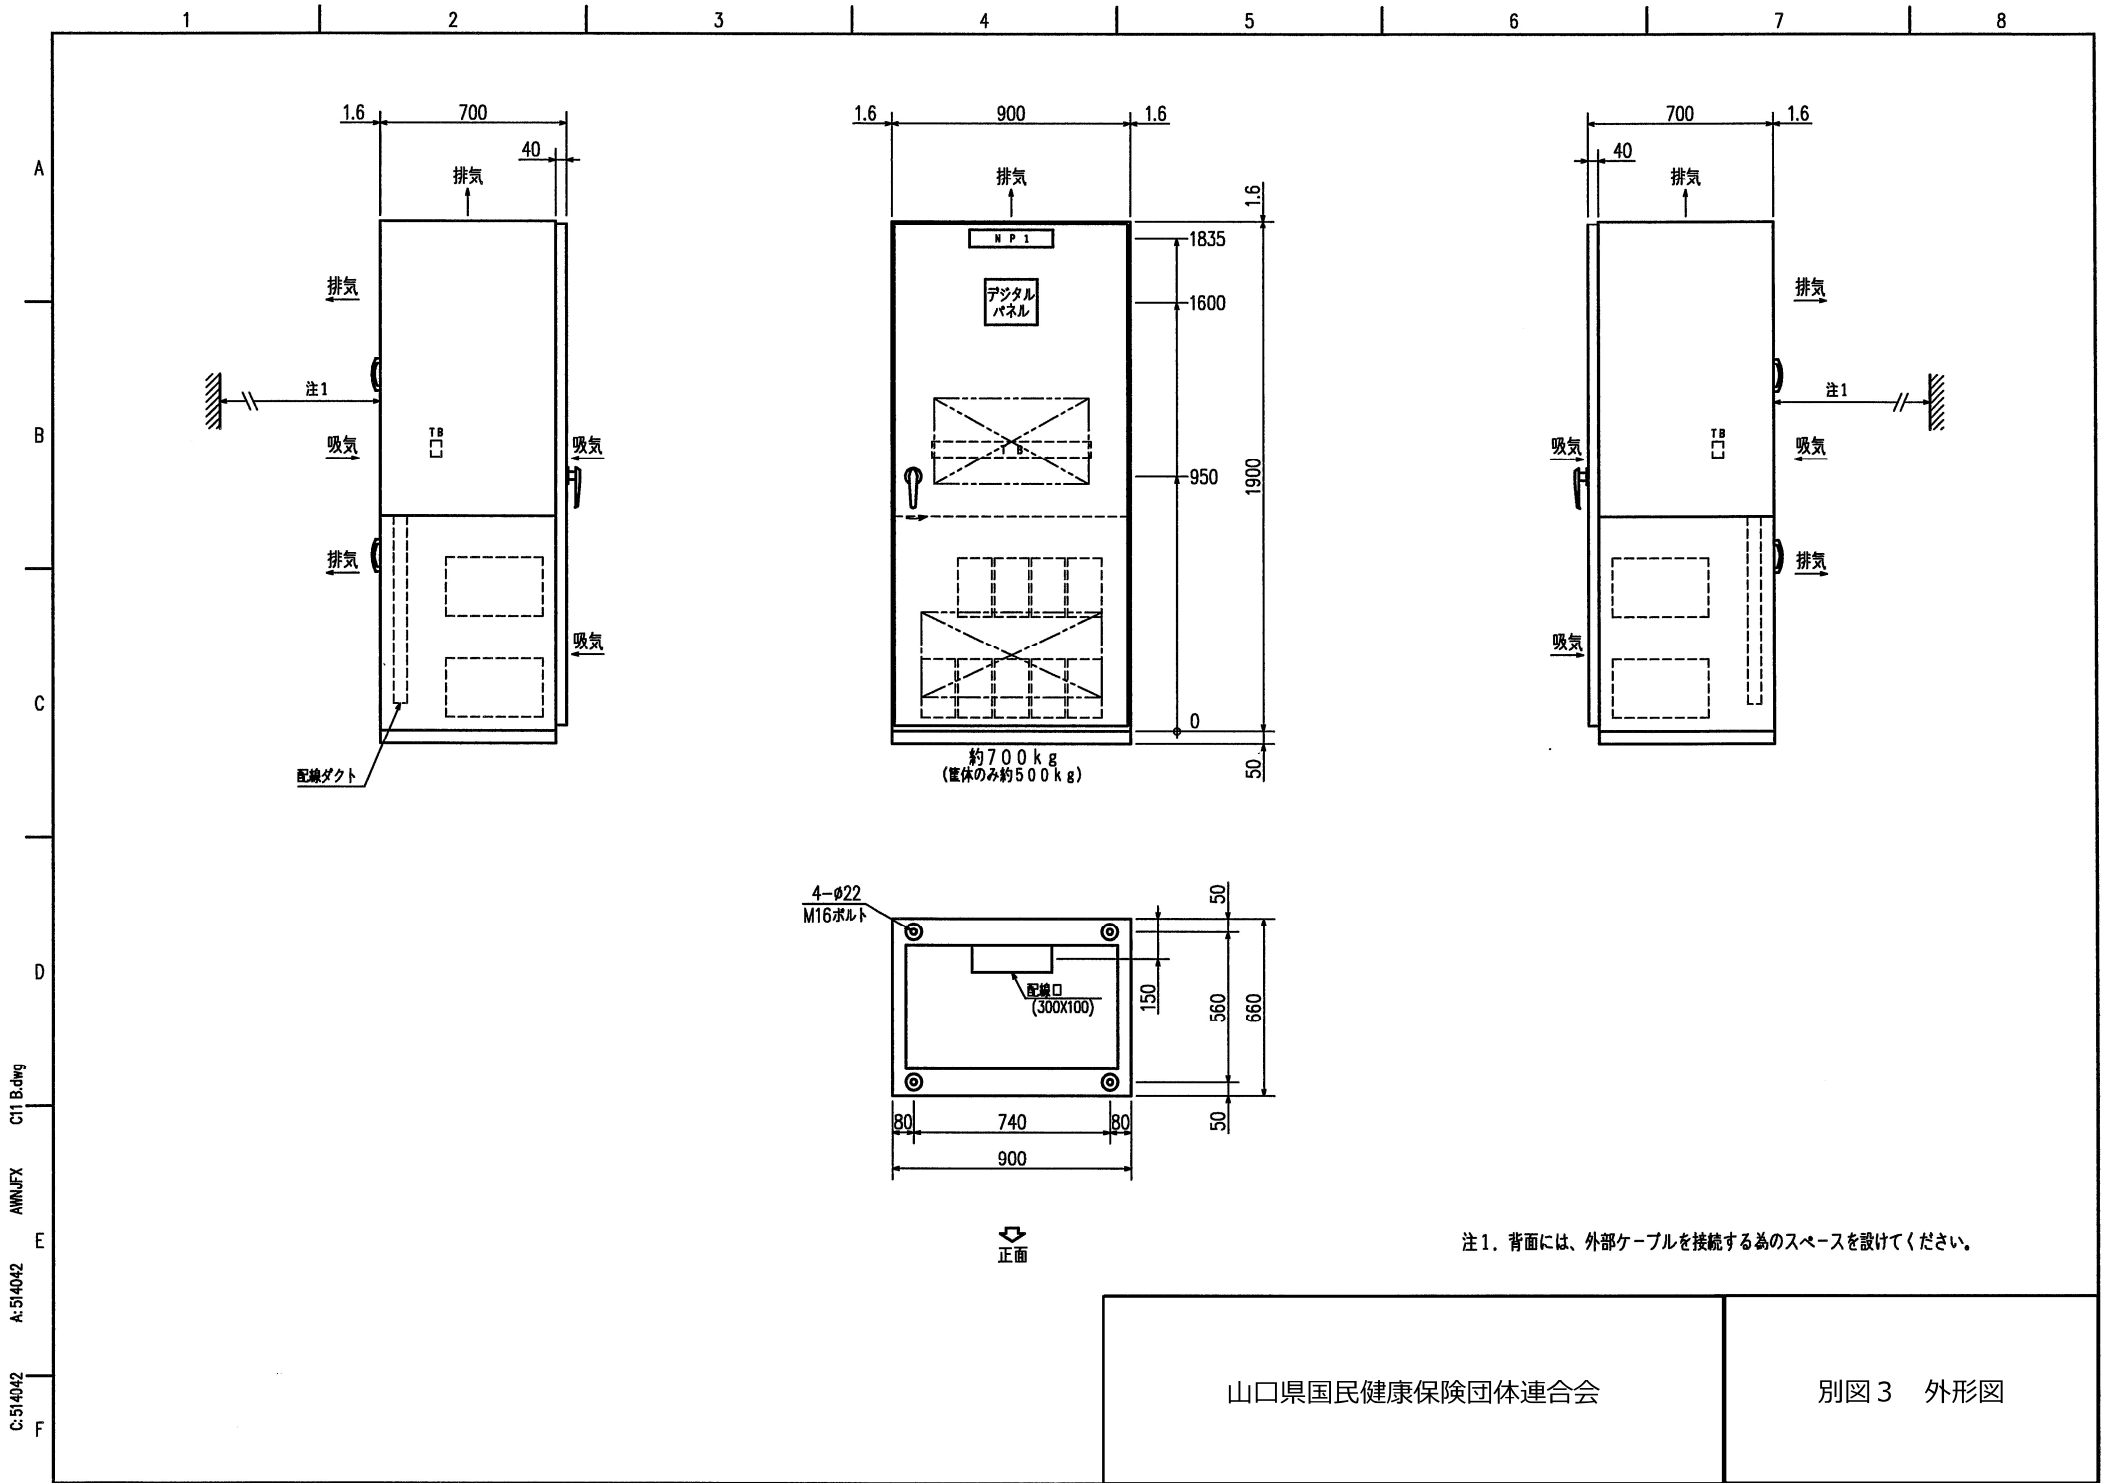 1 2 3 4 5 6 7 8
A
B
C
D
E
F
1.6 700
40
排気
排気
注1
吸気
TB
吸気
排気
吸気
配線ダクト
1.6 900 1.6
排気
1.6
NP1
1835
デジタル
パネル
1600
TB
950
1900
0
50
約700kg
(筐体のみ約500kg)
700 1.6
40
排気
排気
注1
吸気
TB
吸気
排気
吸気
4-φ22
M16ボルト
配線口
(300X100)
50
150
560
660
50
80 740 80
900
正面
注1. 背面には、外部ケーブルを接続する為のスペースを設けてください。
山口県国民健康保険団体連合会
別図3 外形図
C:514042 A:514042 AWNJFX C11 B.dwg